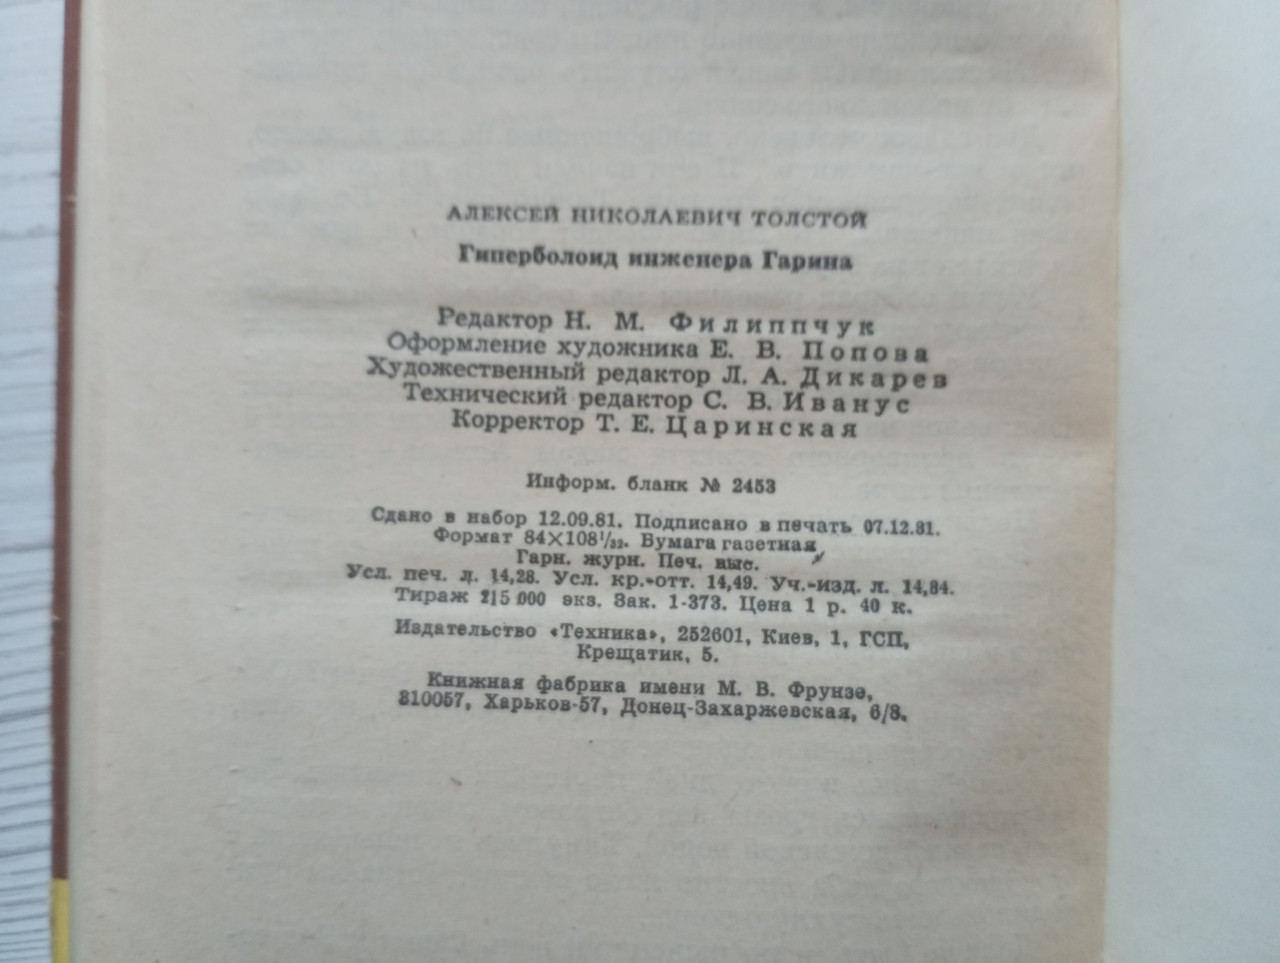 АЛЕКСЕЙ НИКОЛАЕВИЧ ТОЛСТОЙ
Гиперболоид инженера Гарина
Редактор Н. М. Филиппчук
Оформление художника Е. В. Попова
Художественный редактор Л. А. Дикарев
Технический редактор С. В. Иванус
Корректор Т. Е. Царинская
Информ. бланк № 2453
Сдано в набор 12.09.81. Подписано в печать 07.12.81.
Формат 84×108¹/₃₂. Бумага газетная
Гарн. журн. Печ. выс.
Усл. печ. л. 14,28. Усл. кр.-отт. 14,49. Уч.-изд. л. 14,84.
Тираж 215 000 экз. Зак. 1-373. Цена 1 р. 40 к.
Издательство «Техника», 252601, Киев, 1, ГСП,
Крещатик, 5.
Книжная фабрика имени М. В. Фрунзе,
310057, Харьков-57, Донец-Захаржевская, 6/8.